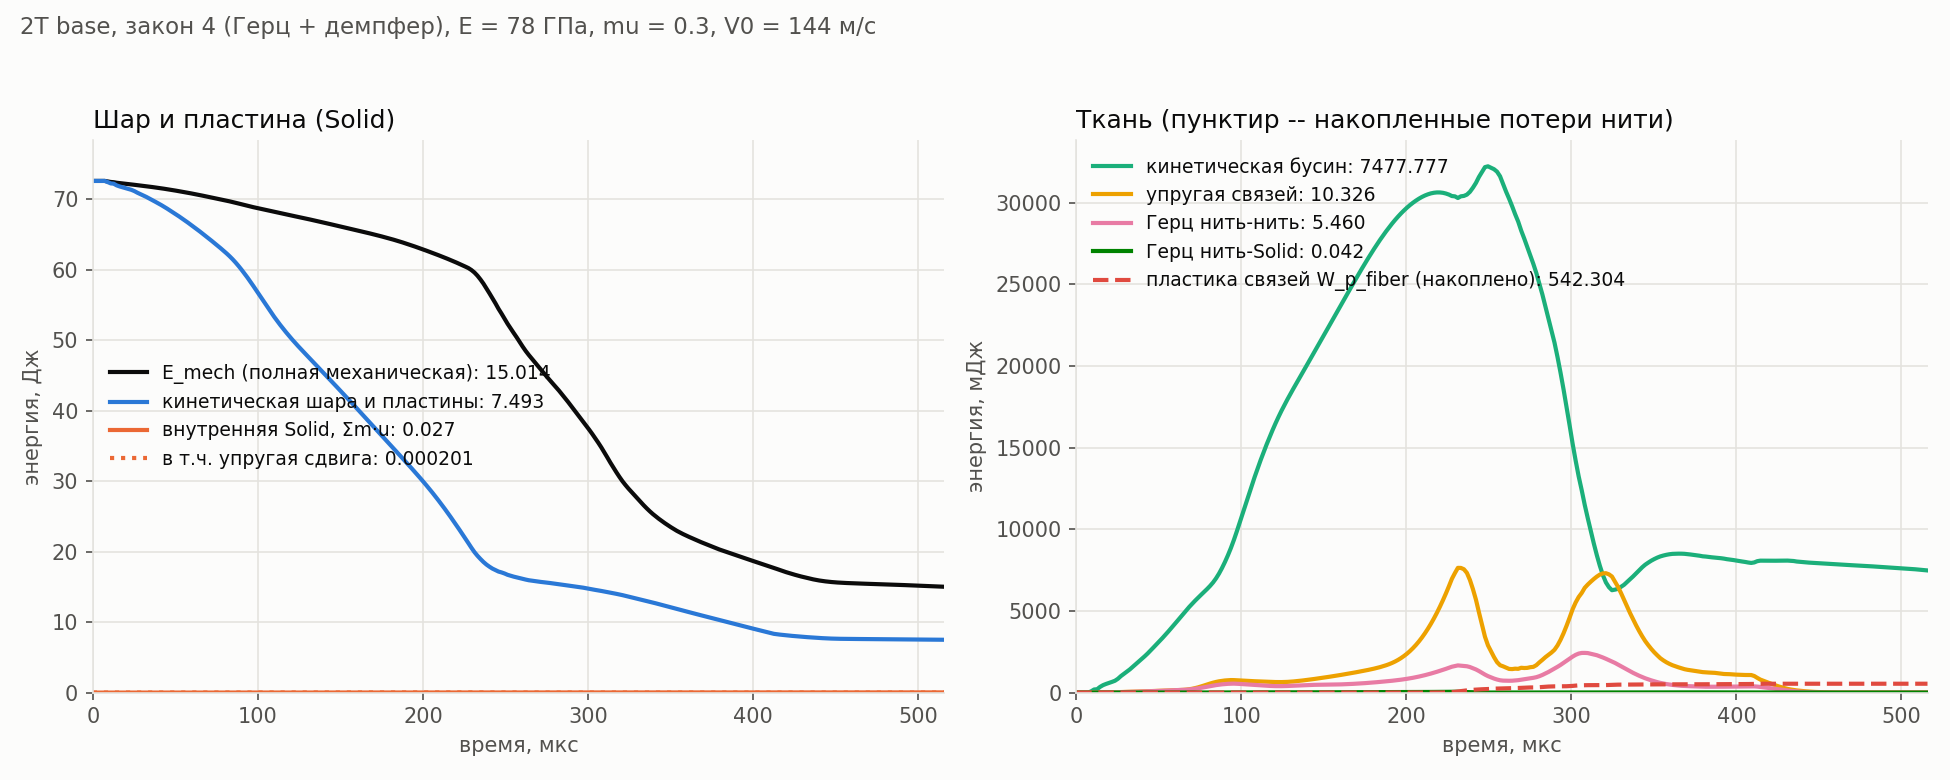 2T base, закон 4 (Герц + демпфер), E = 78 ГПа, mu = 0.3, V0 = 144 м/с
Шар и пластина (Solid)
энергия, Дж
70
60
50
40
30
20
10
0
E_mech (полная механическая): 15.014
кинетическая шара и пластины: 7.493
внутренняя Solid, Σm·u: 0.027
в т.ч. упругая сдвига: 0.000201
0 100 200 300 400 500
время, мкс
Ткань (пунктир -- накопленные потери нити)
энергия, мДж
30000
25000
20000
15000
10000
5000
0
кинетическая бусин: 7477.777
упругая связей: 10.326
Герц нить-нить: 5.460
Герц нить-Solid: 0.042
пластика связей W_p_fiber (накоплено): 542.304
0 100 200 300 400 500
время, мкс